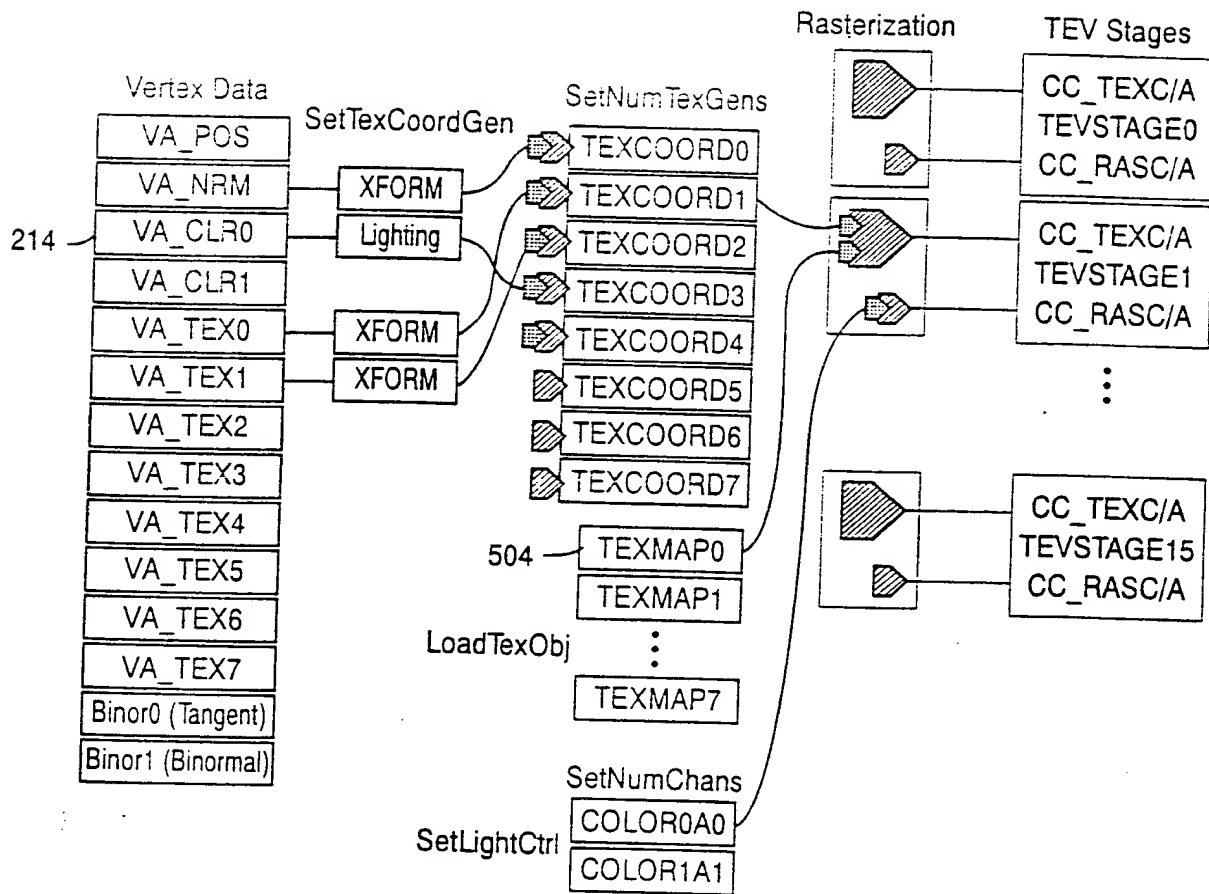 Vertex Data
VA_POS
VA_NRM
VA_CLR0
VA_CLR1
VA_TEX0
VA_TEX1
VA_TEX2
VA_TEX3
VA_TEX4
VA_TEX5
VA_TEX6
VA_TEX7
Binor0 (Tangent)
Binor1 (Binormal)
214
SetTexCoordGen
XFORM
Lighting
XFORM
XFORM
SetNumTexGens
TEXCOORD0
TEXCOORD1
TEXCOORD2
TEXCOORD3
TEXCOORD4
TEXCOORD5
TEXCOORD6
TEXCOORD7
504
TEXMAP0
TEXMAP1
LoadTexObj
TEXMAP7
SetNumChans
SetLightCtrl
COLOR0A0
COLOR1A1
Rasterization
TEV Stages
CC_TEXC/A
TEVSTAGE0
CC_RASC/A
CC_TEXC/A
TEVSTAGE1
CC_RASC/A
CC_TEXC/A
TEVSTAGE15
CC_RASC/A